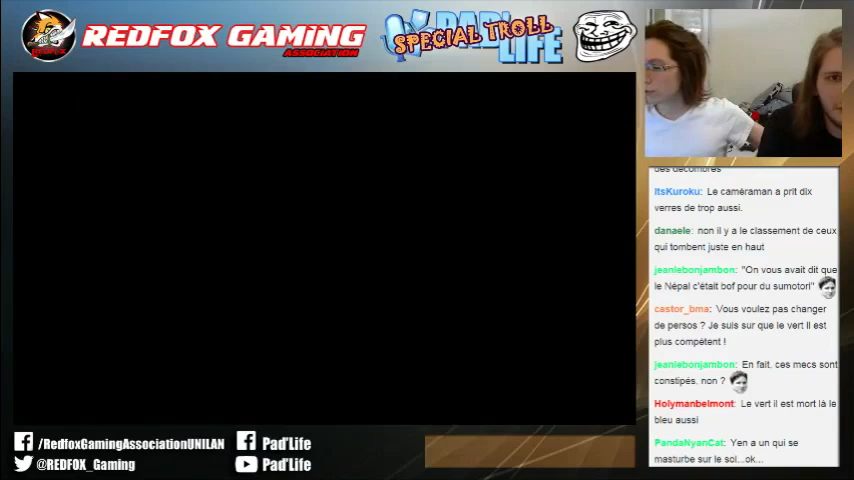 REDFOX GAMING
ASSOCIATION
REDFOX
PAD'LIFE
SPECIAL TROLL
des décombres
ItsKuroku: Le caméraman a prit dix
verres de trop aussi.
danaele: non il y a le classement de ceux
qui tombent juste en haut
jeanlebonjambon: "On vous avait dit que
le Népal c'était bof pour du sumotori"
castor_bma: Vous voulez pas changer
de persos ? Je suis sur que le vert il est
plus compétent !
jeanlebonjambon: En fait, ces mecs sont
constipés, non ?
Holymanbelmont: Le vert il est mort là le
bleu aussi
PandaNyanCat: Yen a un qui se
masturbe sur le sol...ok...
/RedfoxGamingAssociationUNILAN
Pad'Life
@REDFOX_Gaming
Pad'Life